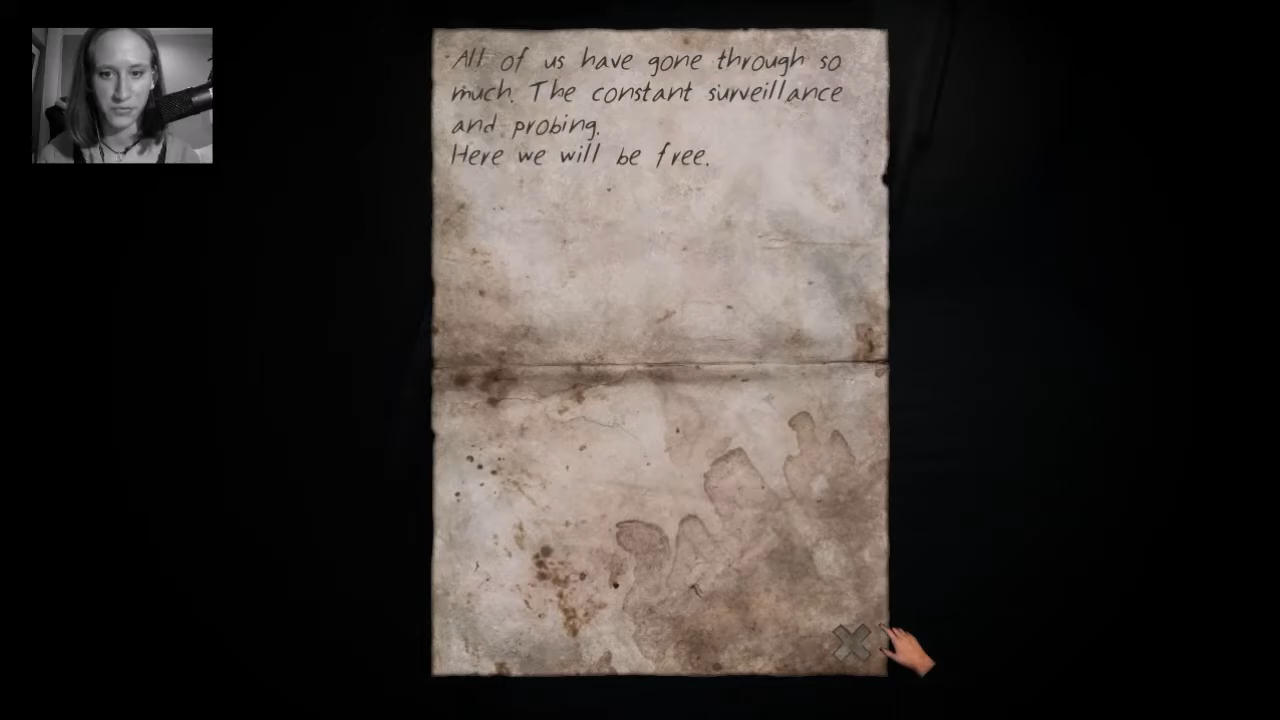 All of us have gone through so
much. The constant surveillance
and probing.
Here we will be free.